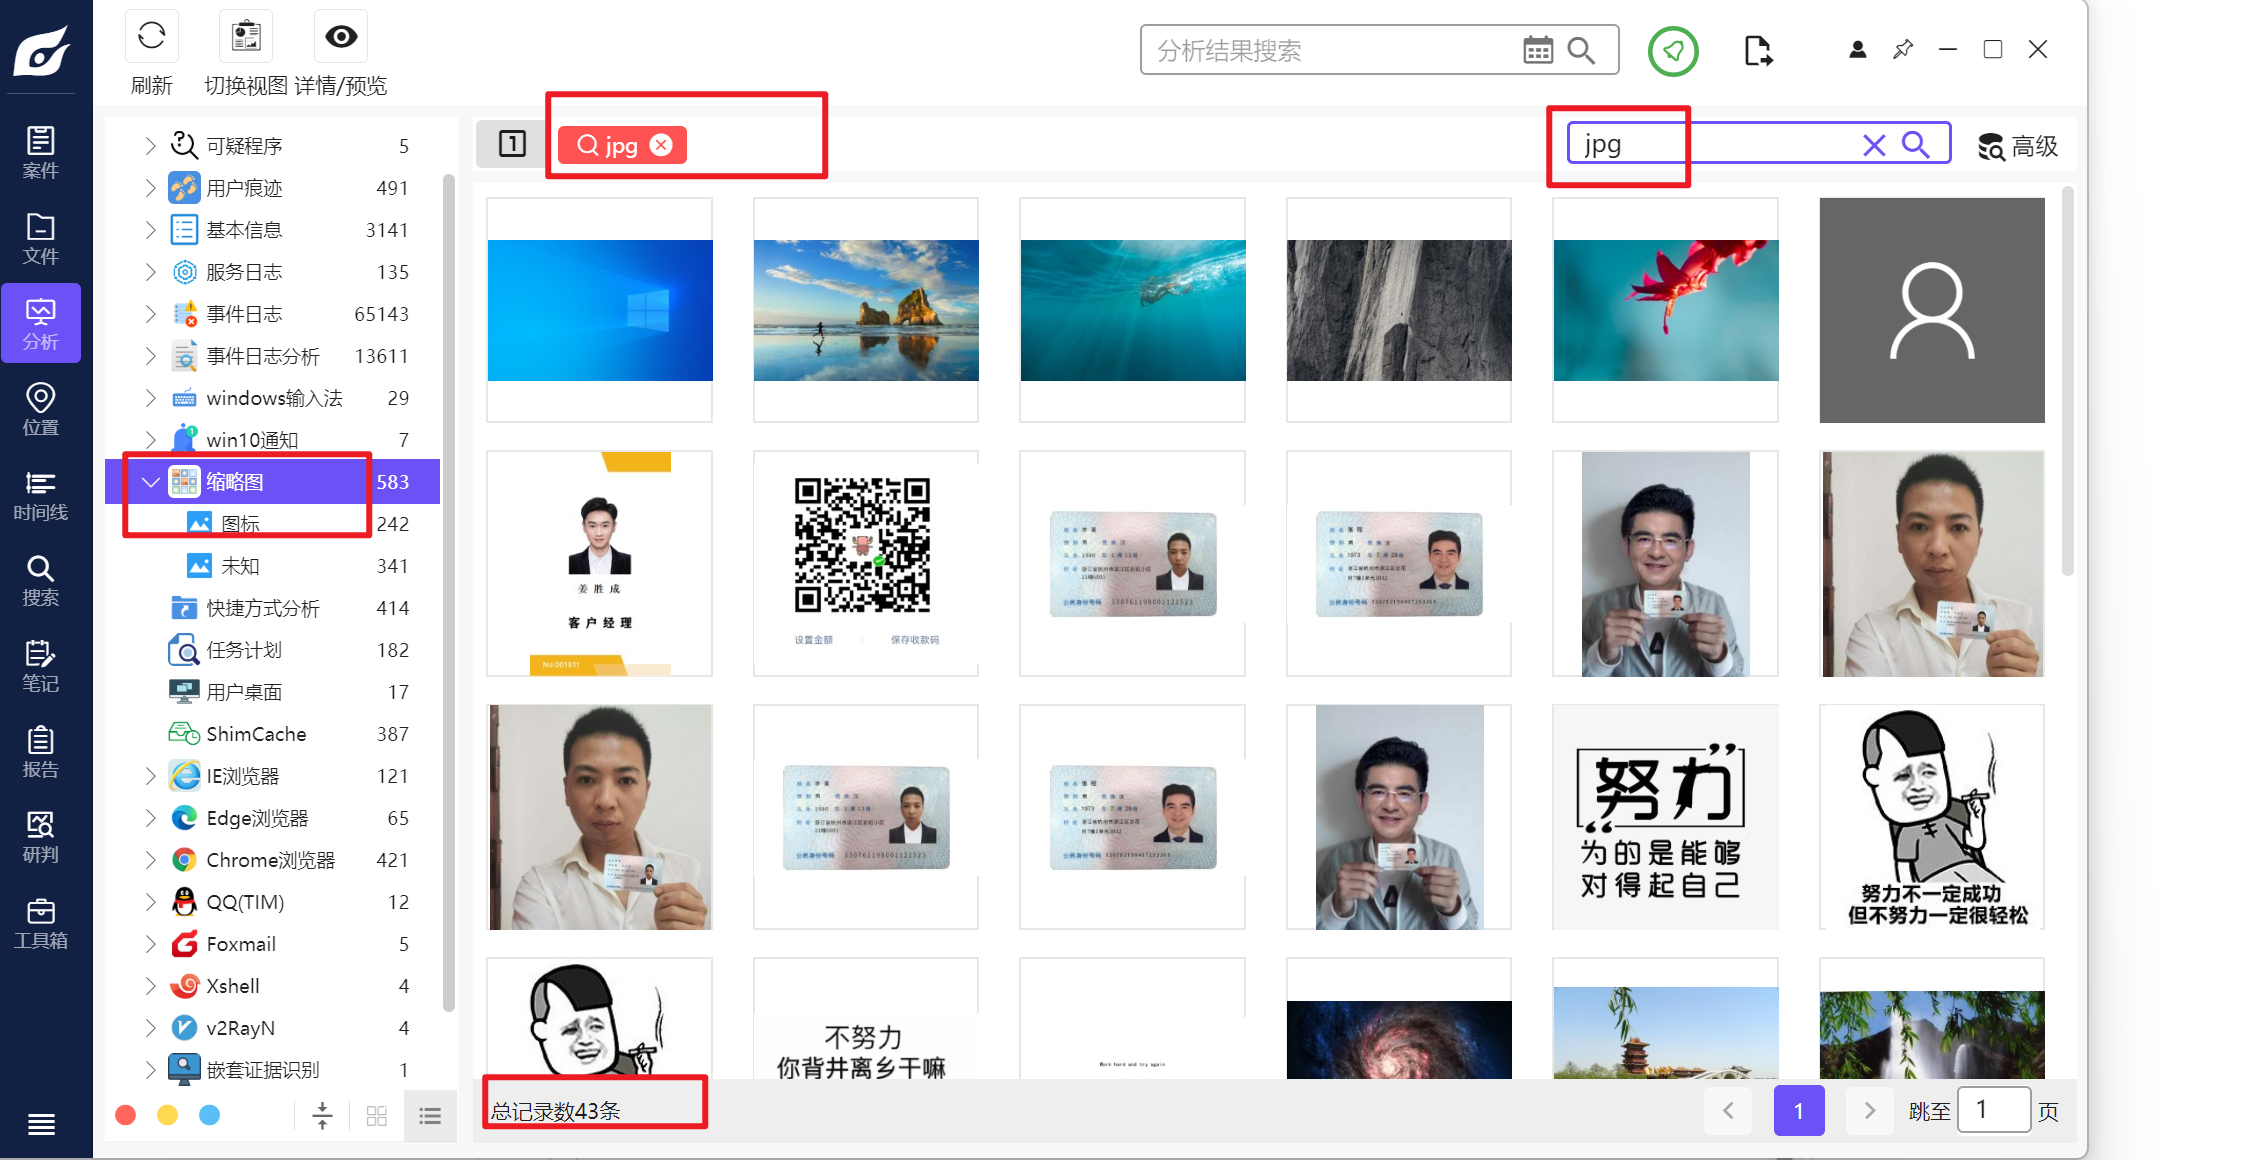 刷新
切换视图
详情/预览
分析结果搜索
案件
文件
分析
位置
时间线
搜索
笔记
报告
研判
工具箱
可疑程序 5
用户痕迹 491
基本信息 3141
服务日志 135
事件日志 65143
事件日志分析 13611
windows输入法 29
win10通知 7
缩略图 583
图标 242
未知 341
快捷方式分析 414
任务计划 182
用户桌面 17
ShimCache 387
IE浏览器 121
Edge浏览器 65
Chrome浏览器 421
QQ(TIM) 12
Foxmail 5
Xshell 4
v2RayN 4
嵌套证据识别 1
1
jpg
jpg
高级
姜胜成
客户经理
No:001911
设置金额
保存收款码
努力
为的是能够
对得起自己
努力不一定成功
但不努力一定很轻松
不努力
你背井离乡干嘛
Work hard and try again
总记录数43条
1
跳至 1 页